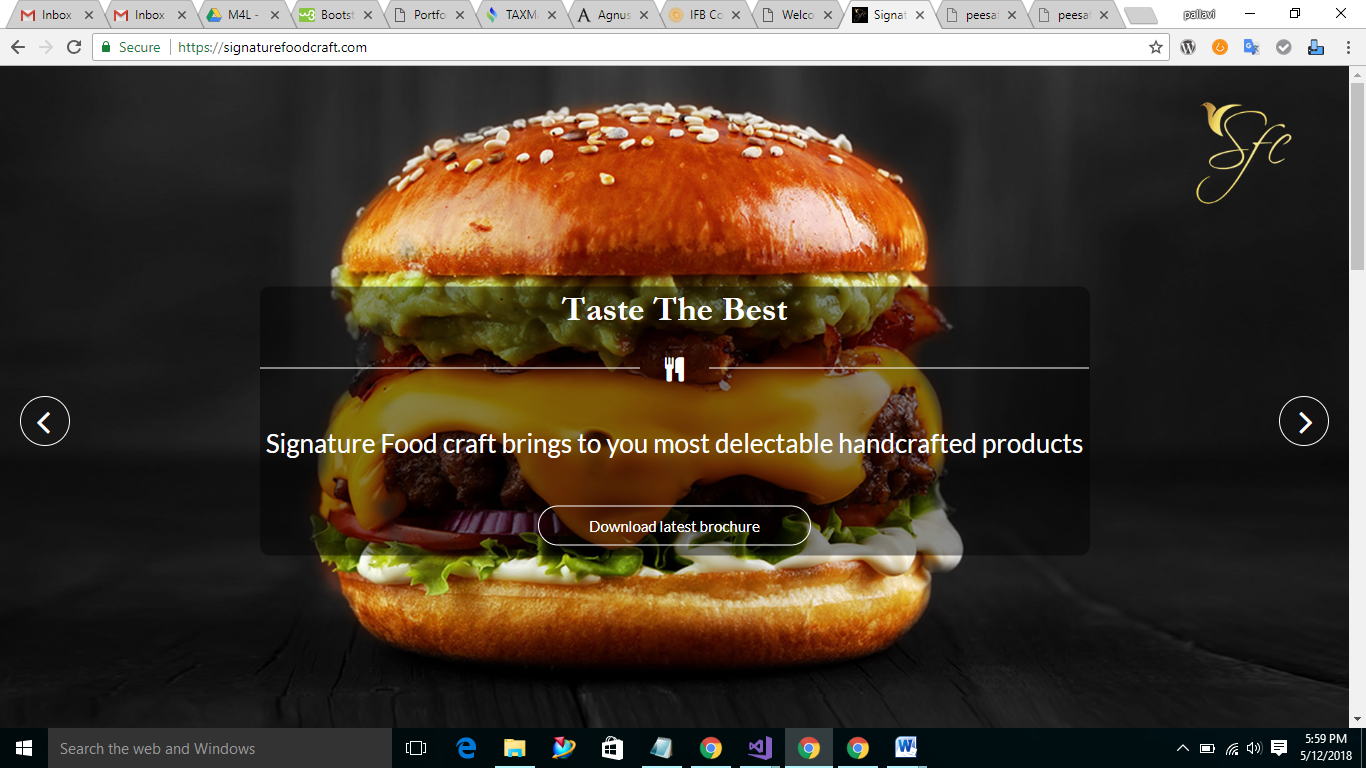 Inbox
Inbox
M4L -
Bootst
Portfo
TAXM
Agnus
IFB Co
Welco
Signat
peesa
peesa
pallavi
Secure
https://signaturefoodcraft.com
Sfc
Taste The Best
Signature Food craft brings to you most delectable handcrafted products
Download latest brochure
Search the web and Windows
5:59 PM
5/12/2018